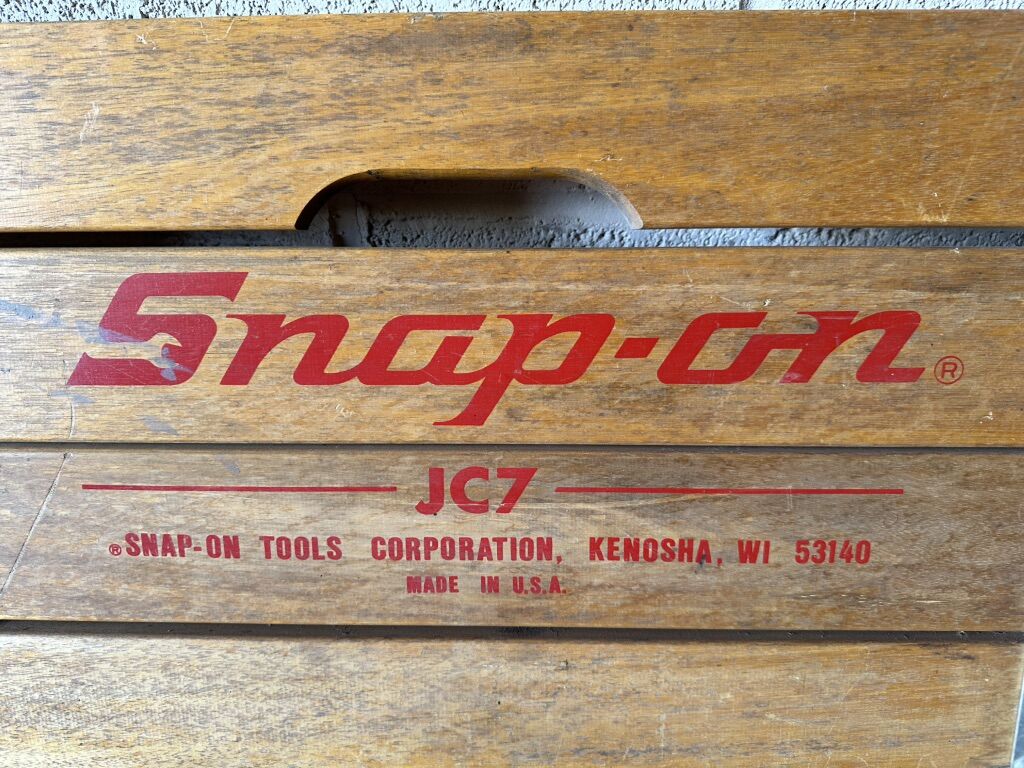 Snap-on®
JC7
® SNAP-ON TOOLS CORPORATION, KENOSHA, WI 53140
MADE IN U.S.A.